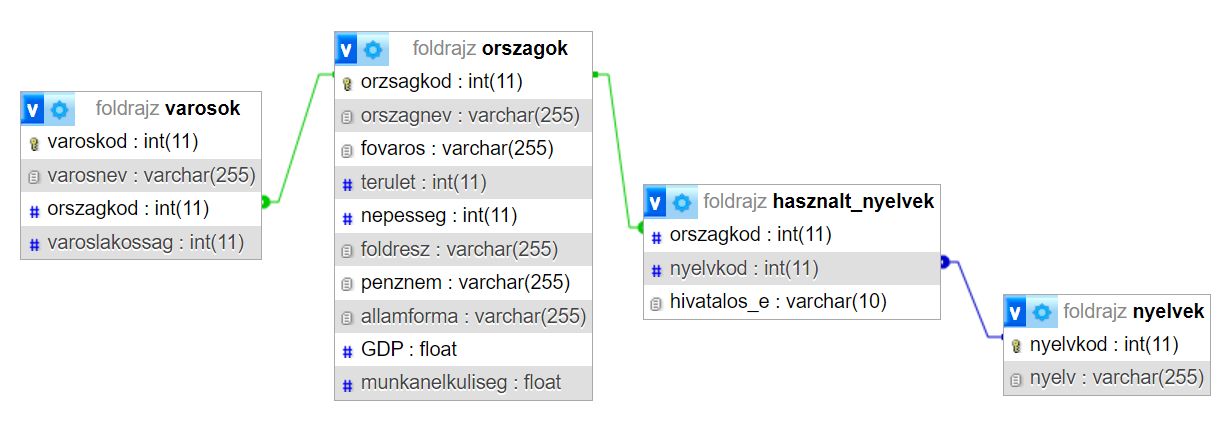 foldrajz varosok
varoskod : int(11)
varosnev : varchar(255)
orszagkod : int(11)
varoslakossag : int(11)
foldrajz orszagok
orzsagkod : int(11)
orszagnev : varchar(255)
fovaros : varchar(255)
terulet : int(11)
nepesseg : int(11)
foldresz : varchar(255)
penznem : varchar(255)
allamforma : varchar(255)
GDP : float
munkanelkuliseg : float
foldrajz hasznalt_nyelvek
orszagkod : int(11)
nyelvkod : int(11)
hivatalos_e : varchar(10)
foldrajz nyelvek
nyelvkod : int(11)
nyelv : varchar(255)